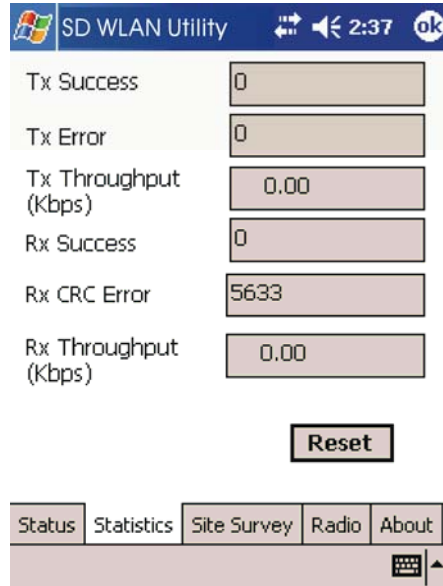 SD WLAN Utility 2:37 ok
Tx Success 0
Tx Error 0
Tx Throughput 0.00
(Kbps)
Rx Success 0
Rx CRC Error 5633
Rx Throughput 0.00
(Kbps)
Reset
Status Statistics Site Survey Radio About